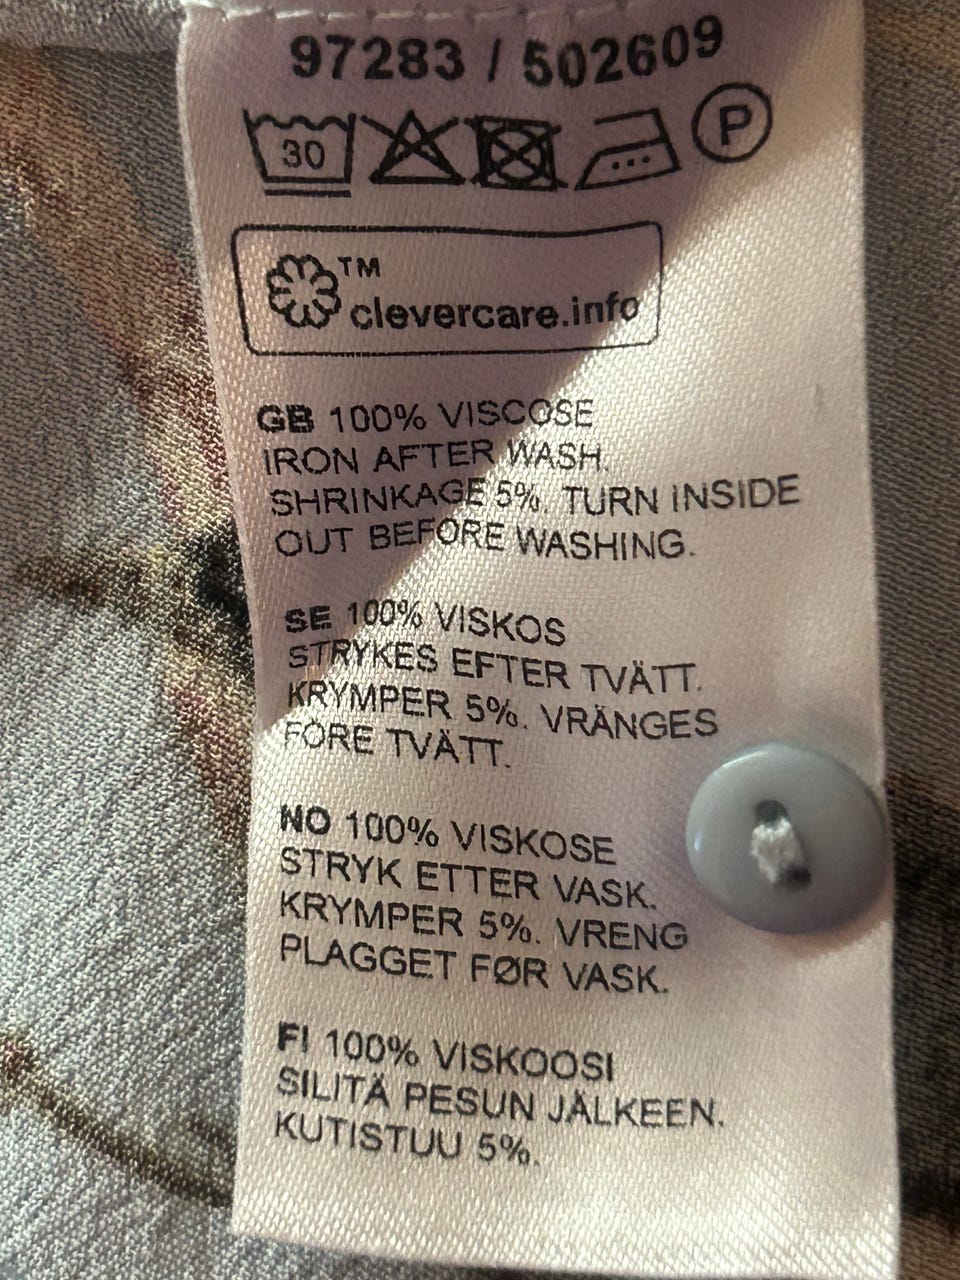 97283 / 502609
30 P
TM
clevercare.info
GB 100% VISCOSE
IRON AFTER WASH.
SHRINKAGE 5%. TURN INSIDE
OUT BEFORE WASHING.
SE 100% VISKOS
STRYKES EFTER TVÄTT.
KRYMPER 5%. VRÄNGES
FÖRE TVÄTT.
NO 100% VISKOSE
STRYK ETTER VASK.
KRYMPER 5%. VRENG
PLAGGET FØR VASK.
FI 100% VISKOOSI
SILITÄ PESUN JÄLKEEN.
KUTISTUU 5%.